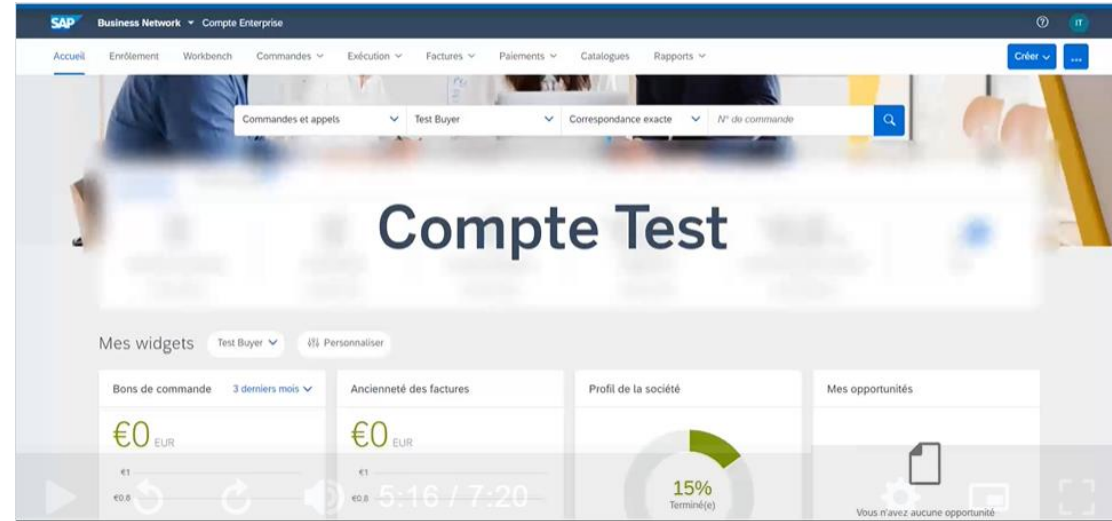 SAP Business Network Compte Enterprise
IT
Accueil Enrôlement Workbench Commandes Exécution Factures Paiements Catalogues Rapports Créer ...
Commandes et appels Test Buyer Correspondance exacte N° de commande
Compte Test
Mes widgets Test Buyer Personnaliser
Bons de commande 3 derniers mois Ancienneté des factures Profil de la société Mes opportunités
€0 EUR €0 EUR
€1 €1
15%
€0.8 €0.8 5:16 / 7:20
Terminé(e)
Vous n'avez aucune opportunité